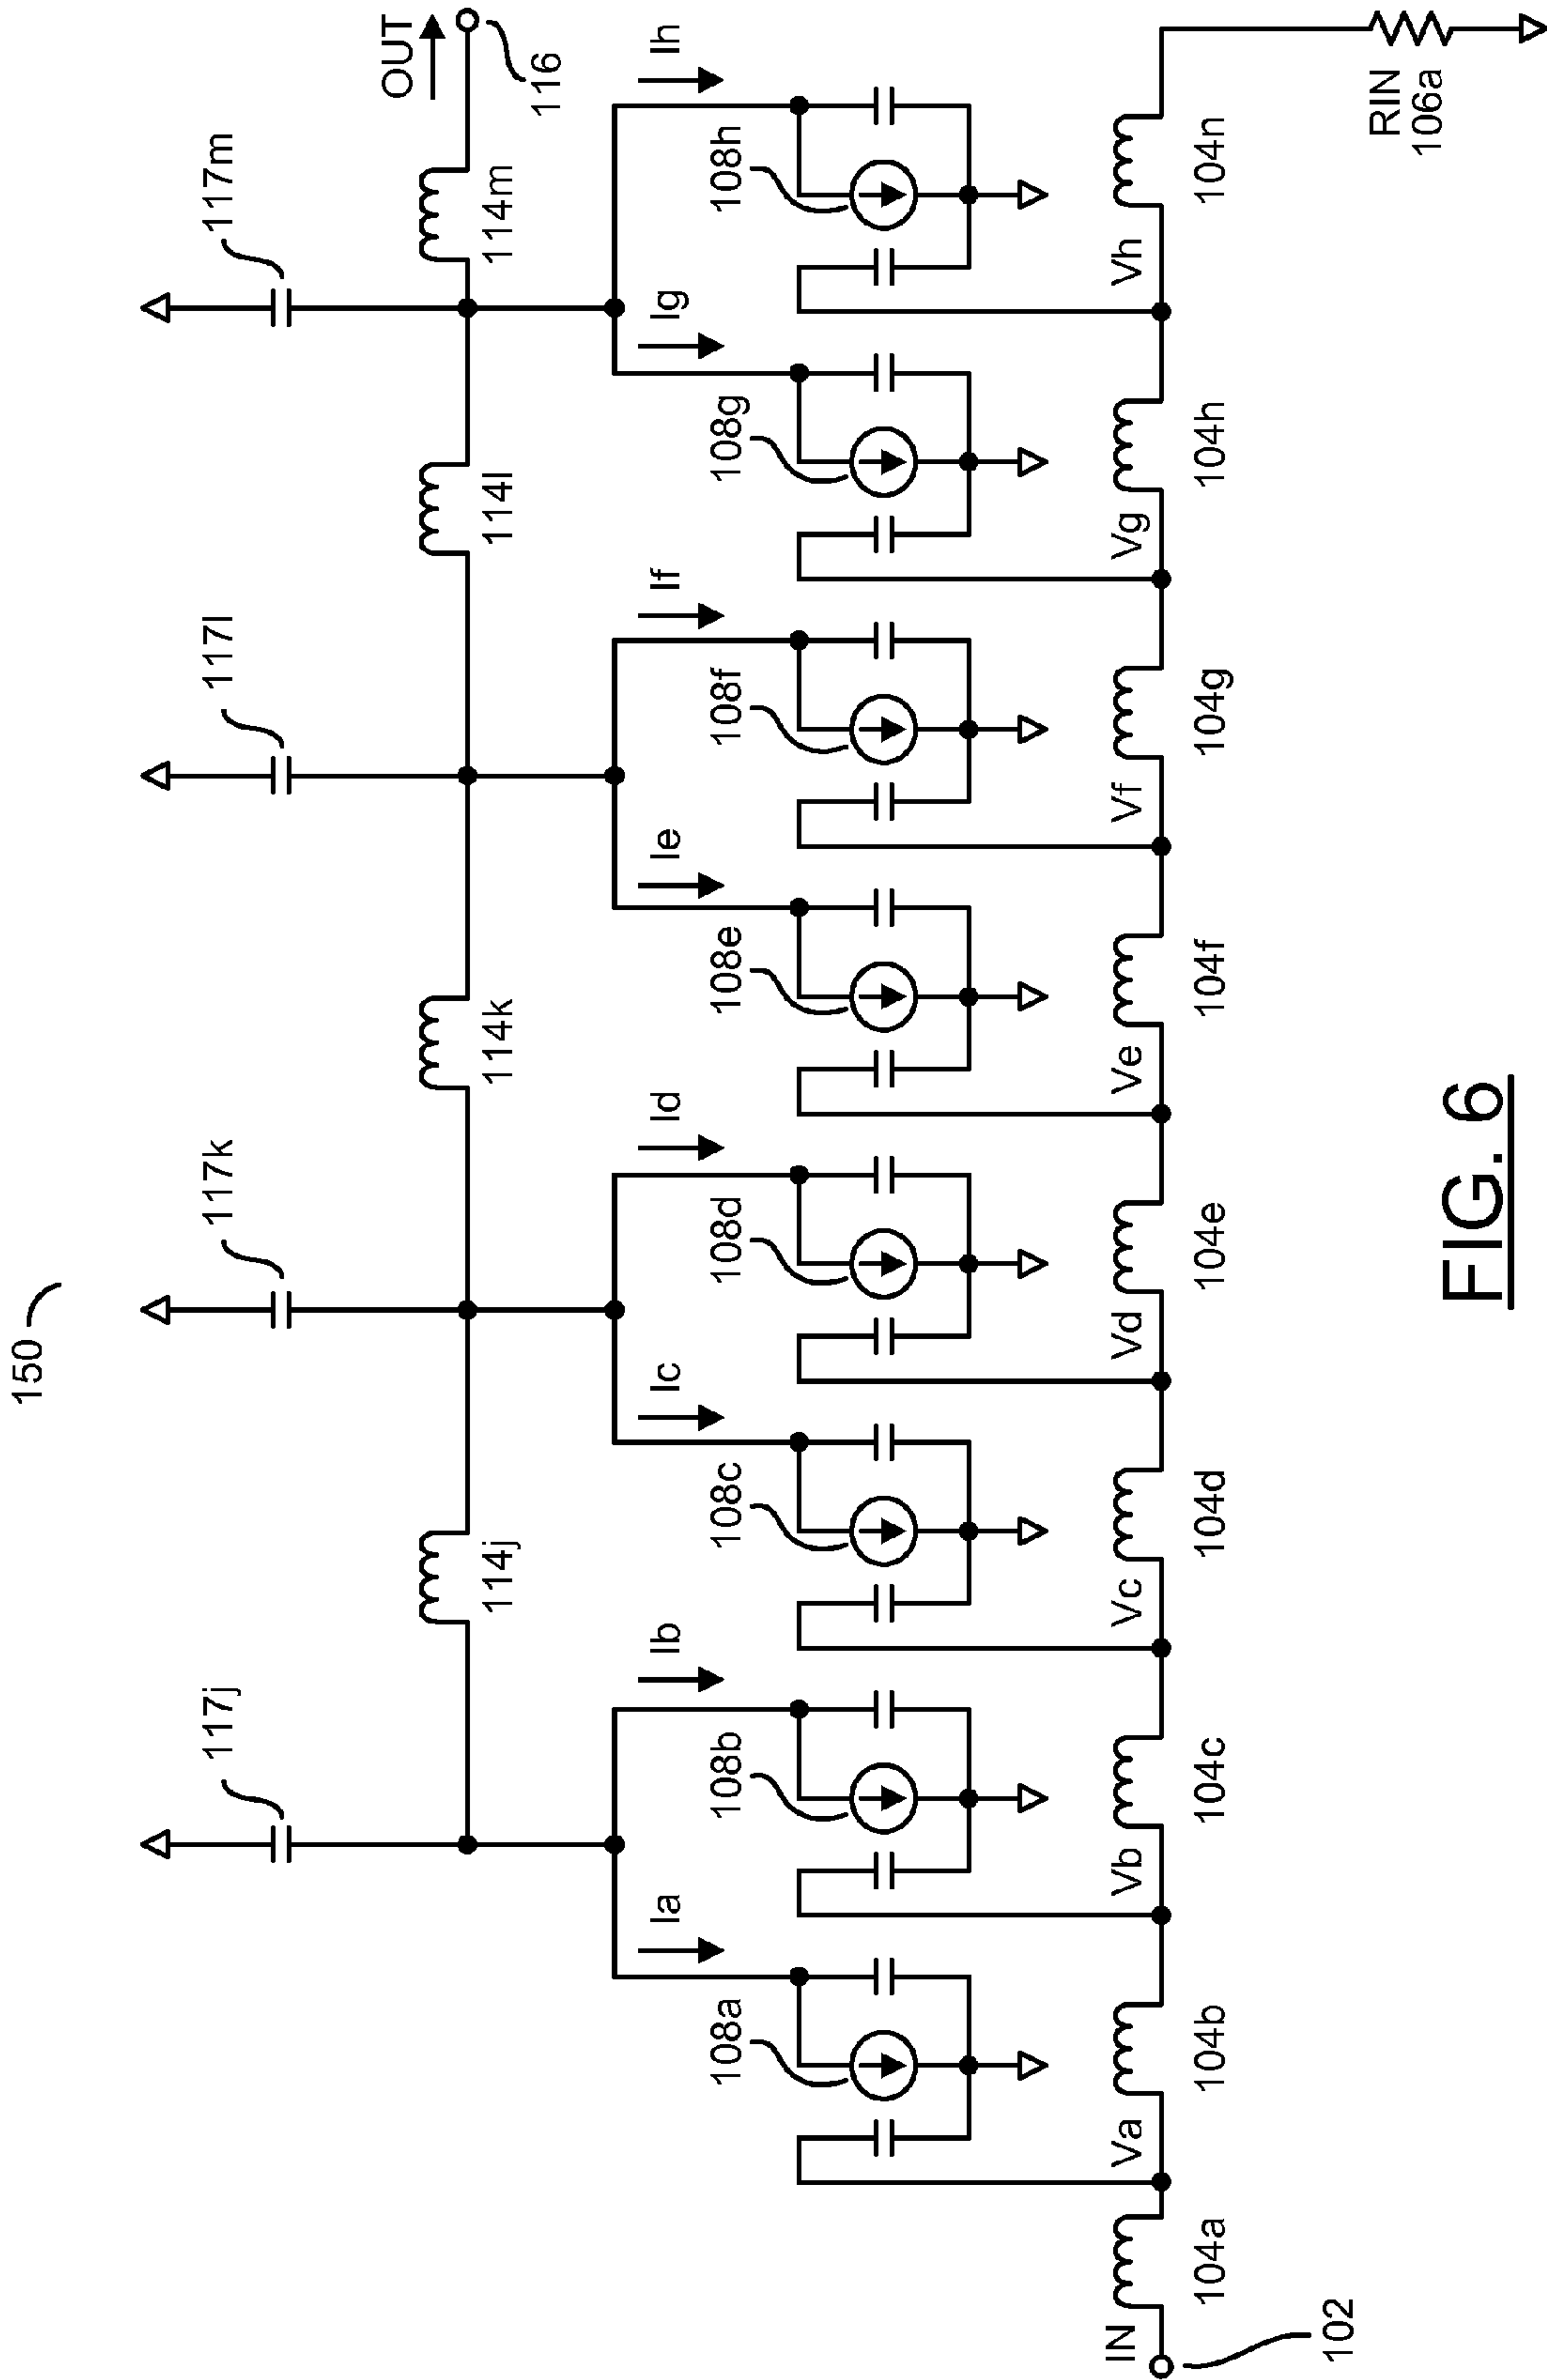 150
117j
117k
117l
117m
OUT
116
114j
114k
114l
114m
Ia
Ib
Ic
Id
Ie
If
Ig
Ih
108a
108b
108c
108d
108e
108f
108g
108h
IN
Va
Vb
Vc
Vd
Ve
Vf
Vg
Vh
104a
104b
104c
104d
104e
104f
104g
104h
104n
102
RIN
106a
FIG. 6